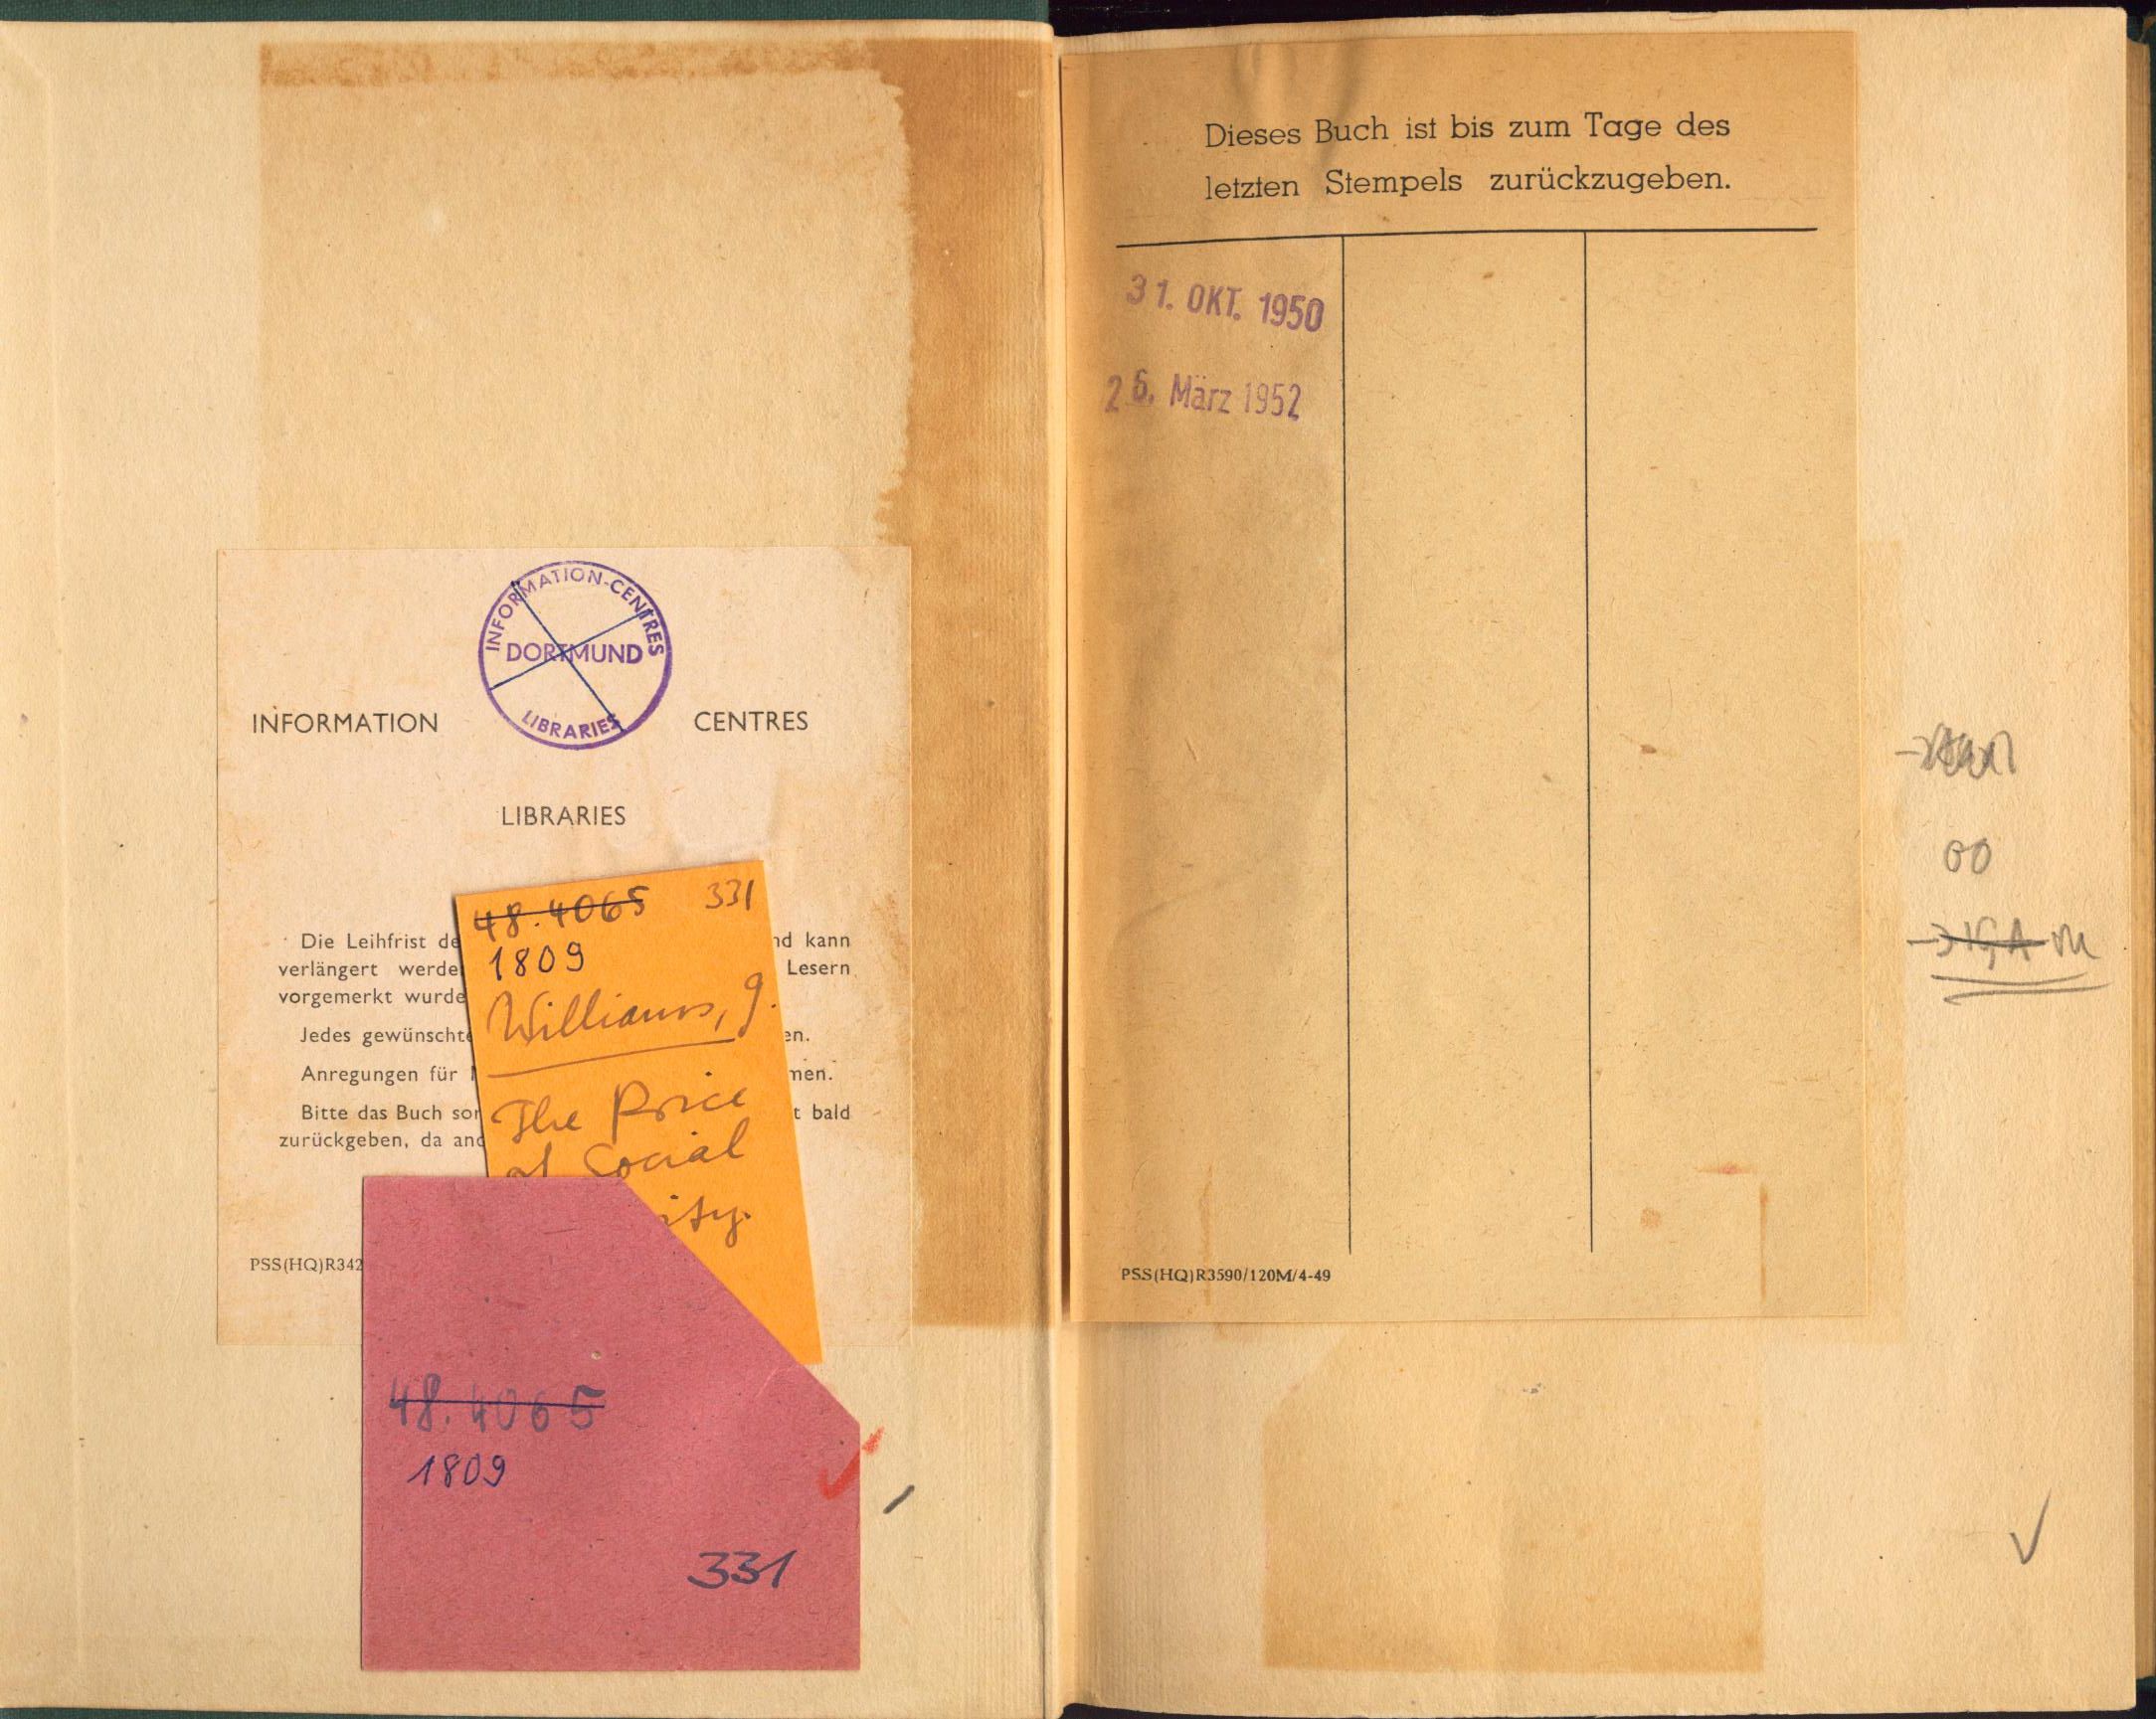 INFORMATION-CENTRES
DORTMUND
LIBRARIES
INFORMATION CENTRES
LIBRARIES
48.4065 331
1809
Williams, G.
The Price
of Social
ity.
Die Leihfrist de nd kann
verlängert werde Lesern
vorgemerkt wurde
Jedes gewünschte en.
Anregungen für men.
Bitte das Buch sor t bald
zurückgeben, da and
PSS(HQ)R342
48.4065
1809
331
Dieses Buch ist bis zum Tage des
letzten Stempels zurückzugeben.
31. OKT. 1950
26. März 1952
PSS(HQ)R3590/120M/4-49
00